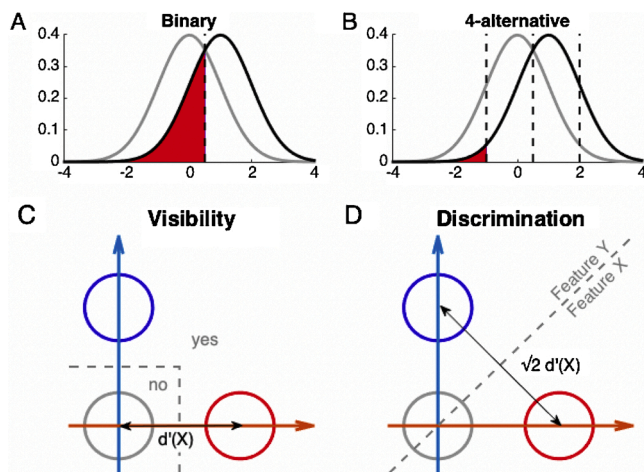 A
Binary
0.4
0.3
0.2
0.1
0
-4
-2
0
2
4
B
4-alternative
0.4
0.3
0.2
0.1
0
-4
-2
0
2
4
C
Visibility
yes
no
d'(X)
D
Discrimination
Feature Y
Feature X
√2 d'(X)